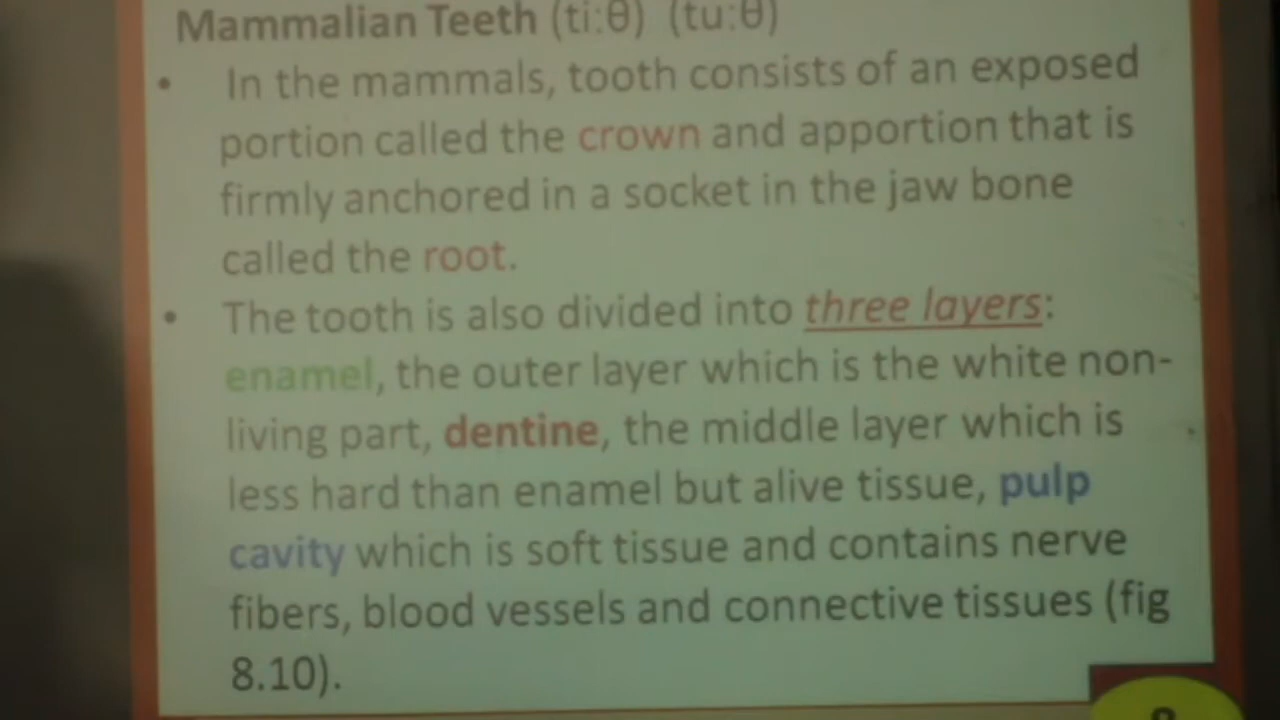 Mammalian Teeth (ti:θ) (tu:θ)
• In the mammals, tooth consists of an exposed
portion called the crown and apportion that is
firmly anchored in a socket in the jaw bone
called the root.
• The tooth is also divided into three layers:
enamel, the outer layer which is the white non-
living part, dentine, the middle layer which is
less hard than enamel but alive tissue, pulp
cavity which is soft tissue and contains nerve
fibers, blood vessels and connective tissues (fig
8.10).